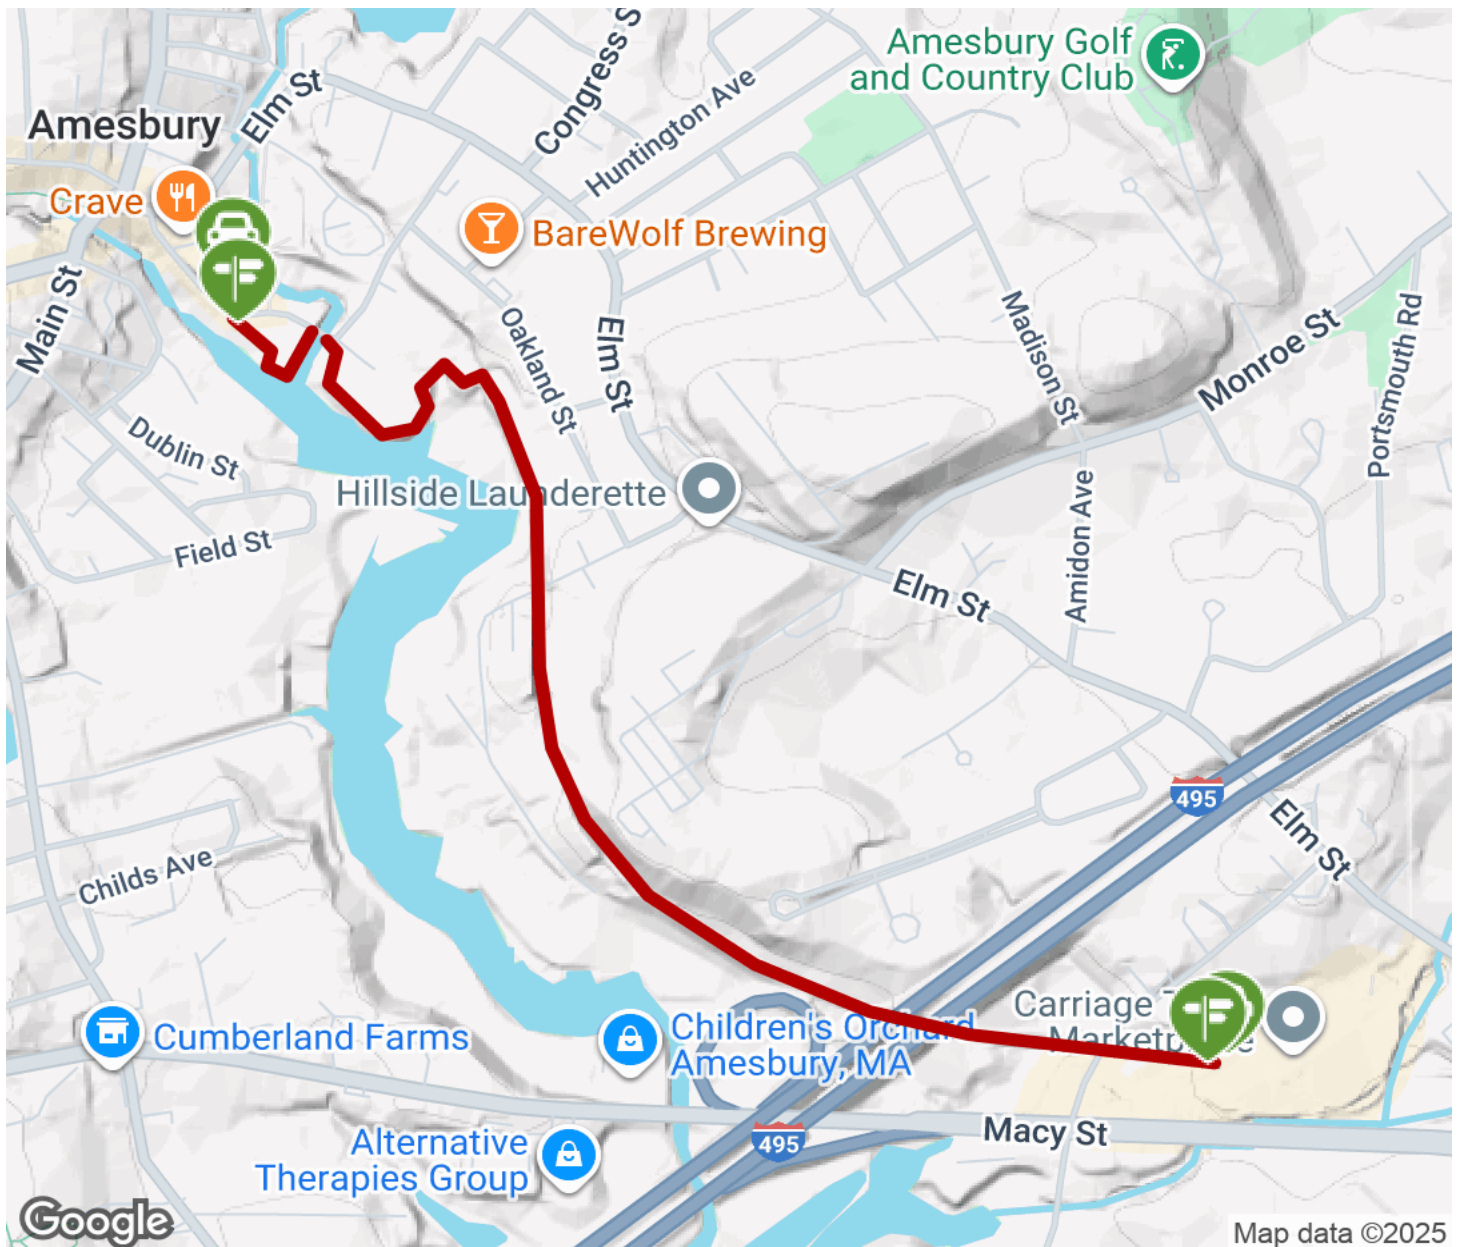 Amesbury Golf
and Country Club
Congress S
Elm St
Huntington Ave
Amesbury
Crave
BareWolf Brewing
Main St
Oakland St
Elm St
Madison St
Monroe St
Portsmouth Rd
Dublin St
Hillside Launderette
Field St
Elm St
Amidon Ave
495
Elm St
Childs Ave
Carriage
Marketplace
Cumberland Farms
Children's Orchard
Amesbury, MA
Macy St
495
Alternative
Therapies Group
Google
Map data ©2025